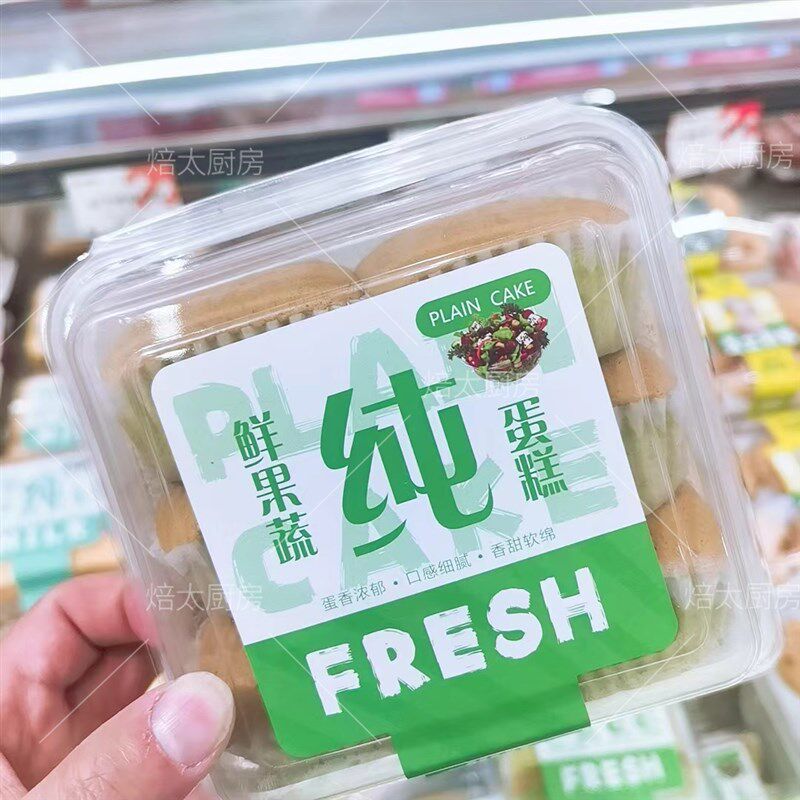 焙太厨房
焙太厨房
PLAIN CAKE
PLAIN
CAKE
鲜果蔬
纯
蛋糕
焙太厨房
蛋香浓郁·口感细腻·香甜软绵
FRESH
焙太厨房
焙太厨房
FRESH